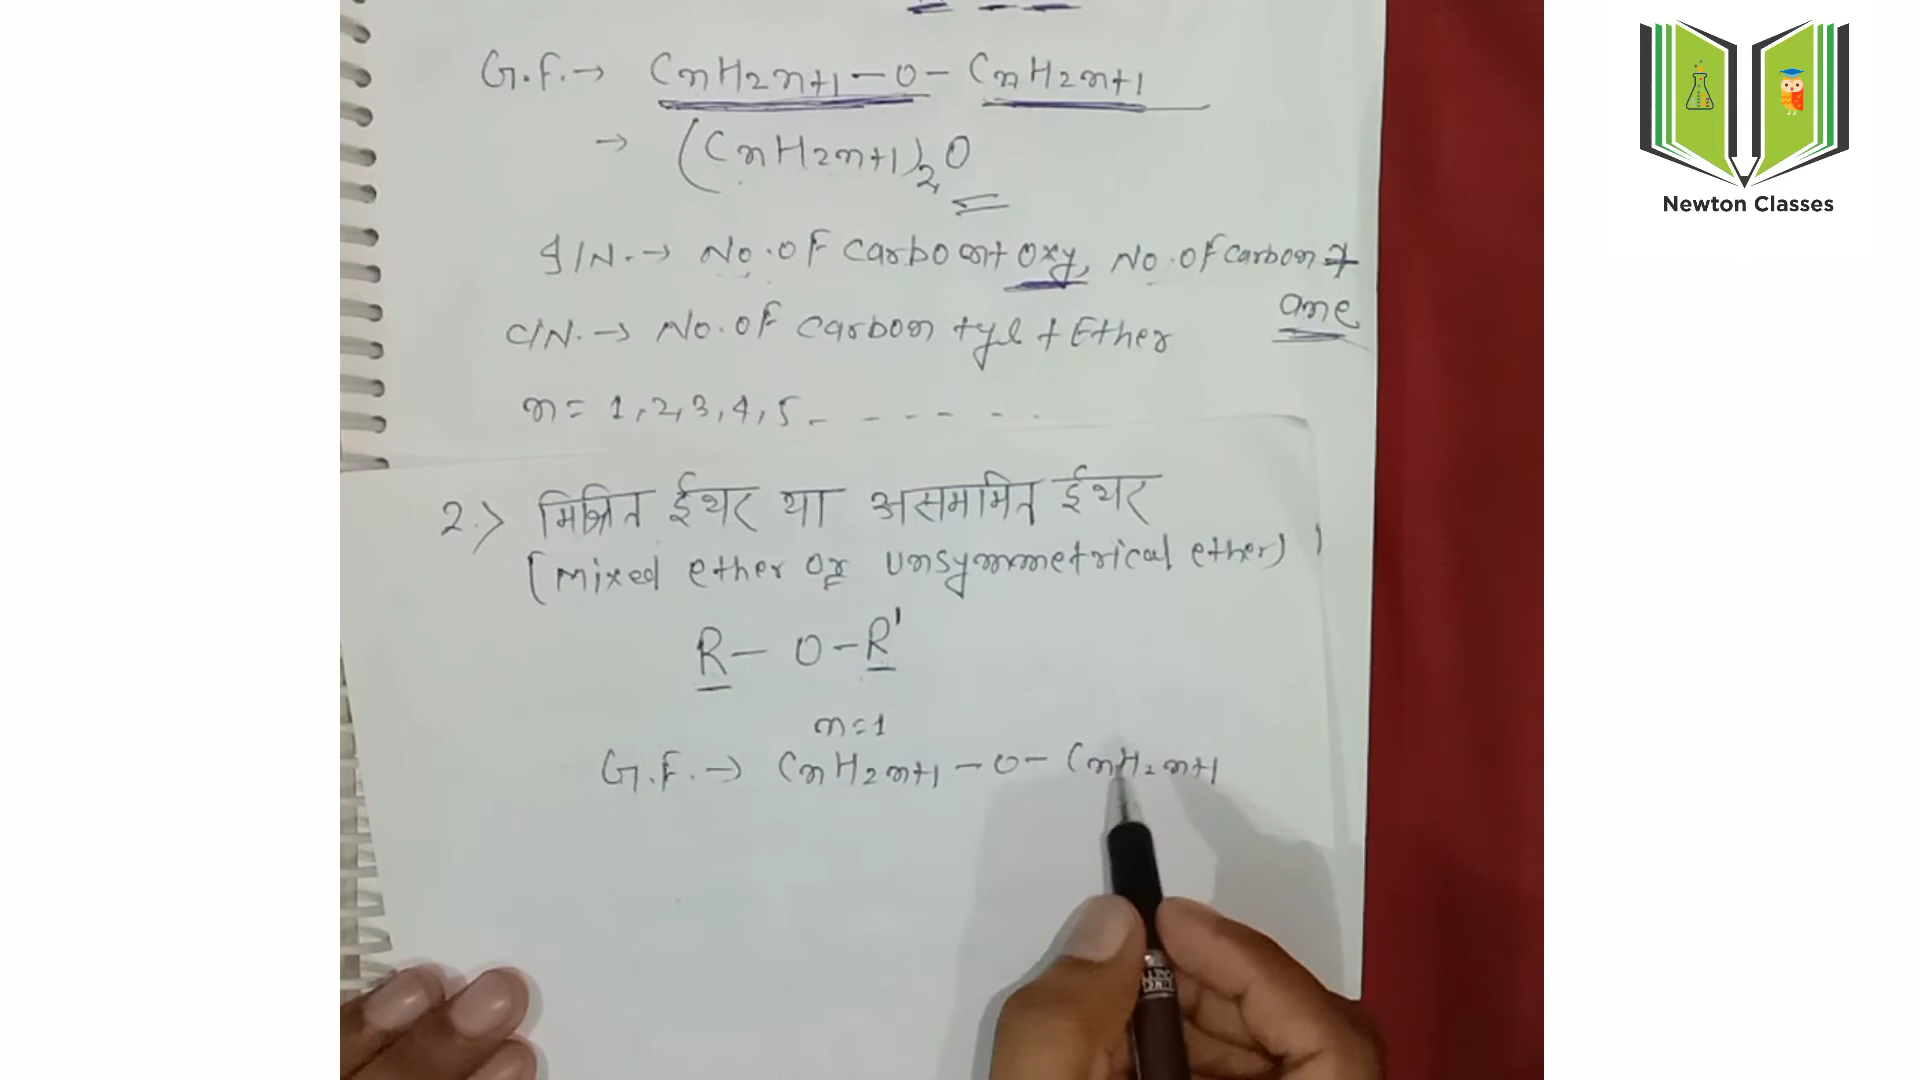 G.F.→ CnH2n+1 – O – CnH2n+1
→ (CnH2n+1)2O
I/N.→ No.of carbon+oxy, No.of carbon+
ane
C/N.→ No.of carbon +yl + Ether
n= 1,2,3,4,5- - - - - - -
2.> मिश्रित ईथर या असममित ईथर
(mixed ether or unsymmetrical ether)
R – O – R'
n=1
G.F.→ CnH2n+1 – O – CnH2n+1
Newton Classes